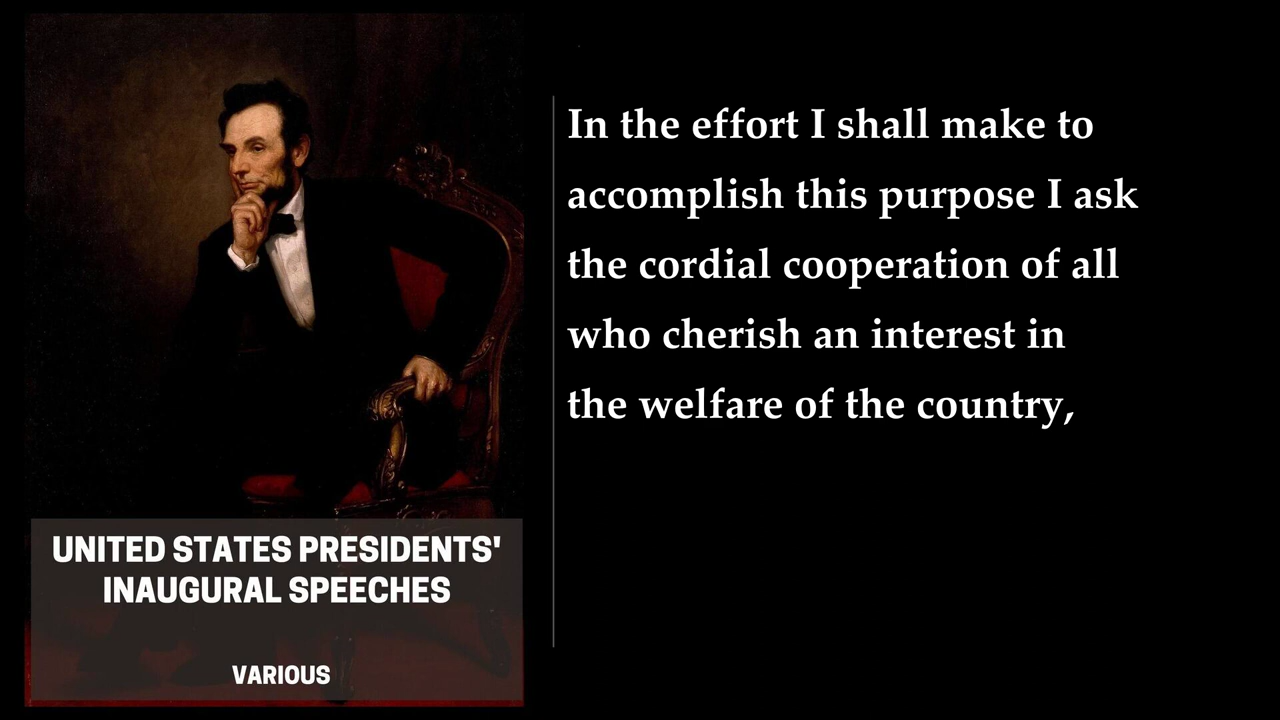 In the effort I shall make to
accomplish this purpose I ask
the cordial cooperation of all
who cherish an interest in
the welfare of the country,
UNITED STATES PRESIDENTS'
INAUGURAL SPEECHES
VARIOUS